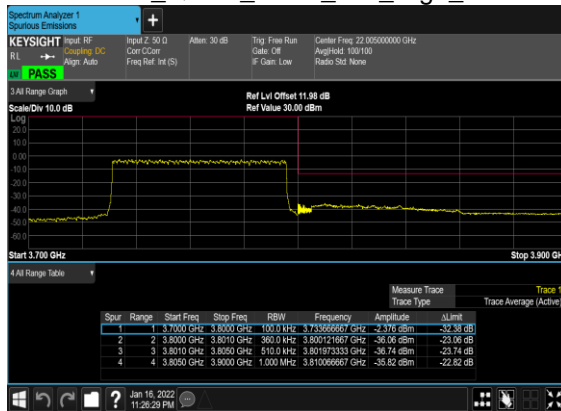 Spectrum Analyzer 1
Spurious Emissions
+
KEYSIGHT Input: RF Input Z: 50 Ω Atten: 30 dB Trig: Free Run Center Freq: 22.005000000 GHz
RL Coupling: DC Corr CCorr Gate: Off Avg|Hold: 100/100
Align: Auto Freq Ref: Int (S) IF Gain: Low Radio Std: None
PASS
3 All Range Graph
Ref Lvl Offset 11.98 dB
Scale/Div 10.0 dB Ref Value 30.00 dBm
Log
20.0
10.0
0.00
-10.0
-20.0
-30.0
-40.0
-50.0
-60.0
Start 3.700 GHz Stop 3.900 GH
4 All Range Table
Measure Trace Trace 1
Trace Type Trace Average (Active)
Spur Range Start Freq Stop Freq RBW Frequency Amplitude ΔLimit
1 1 3.7000 GHz 3.8000 GHz 100.0 kHz 3.733666667 GHz -2.376 dBm -32.38 dB
2 2 3.8000 GHz 3.8010 GHz 360.0 kHz 3.800121667 GHz -36.06 dBm -23.06 dB
3 3 3.8010 GHz 3.8050 GHz 510.0 kHz 3.801973333 GHz -36.74 dBm -23.74 dB
4 4 3.8050 GHz 3.9000 GHz 1.000 MHz 3.810066667 GHz -35.82 dBm -22.82 dB
? Jan 16, 2022
11:26:29 PM